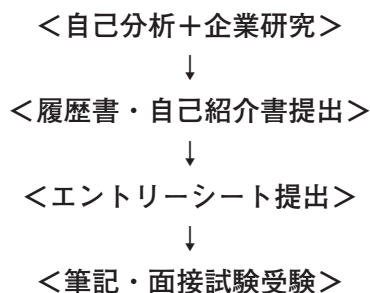 ＜自己分析＋企業研究＞
↓
＜履歴書・自己紹介書提出＞
↓
＜エントリーシート提出＞
↓
＜筆記・面接試験受験＞